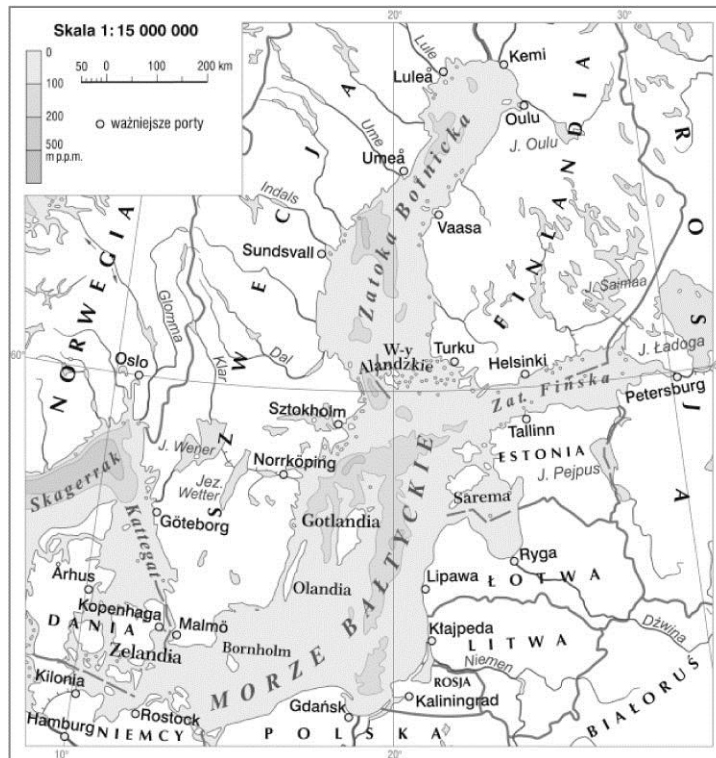 20°
30°
Skala 1: 15 000 000
50 0 100 200 km
0
100
200
500
m p.p.m.
ważniejsze porty
Lule
Lulea
Kemi
Oulu
J. Oulu
Ume
Umea
Vaasa
Indals
Sundsvall
Zatoka Botnicka
SZWECJA
FINLANDIA
ROSJA
NORWEGIA
Glomma
Klar
Dal
J. Saimaa
J. Ładoga
60°
Oslo
W-y
Alandzkie
Turku
Helsinki
Zat. Fińska
Petersburg
Sztokholm
Tallinn
ESTONIA
J. Pejpus
J. Wener
Jez.
Wetter
Norrköping
Skagerrak
Kattegat
Göteborg
Gotlandia
Sarema
Ryga
Olandia
Lipawa
ŁOTWA
Århus
Kopenhaga
Malmö
DANIA
Zelandia
Bornholm
MORZE BAŁTYCKIE
Kłajpeda
LITWA
Dźwina
Niemen
ROSJA
Kaliningrad
BIAŁORUŚ
Kilonia
Rostock
Gdańsk
Hamburg
NIEMCY
POLSKA
10°
20°